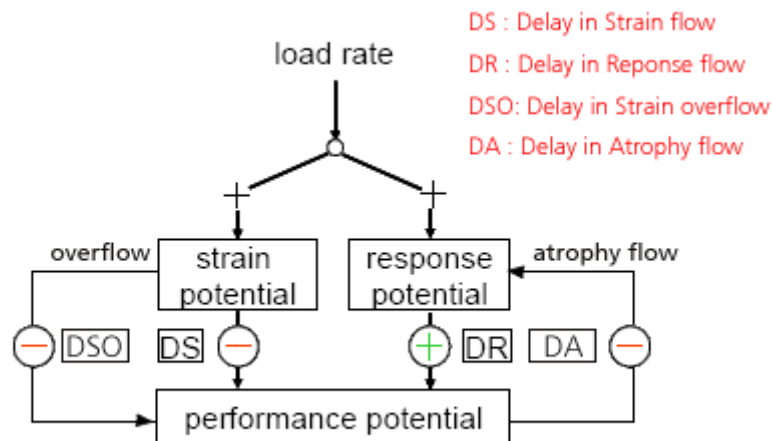 DS : Delay in Strain flow
load rate
DR : Delay in Reponse flow
DSO: Delay in Strain overflow
DA : Delay in Atrophy flow
overflow
strain
potential
response
potential
atrophy flow
DSO
DS
DR
DA
performance potential